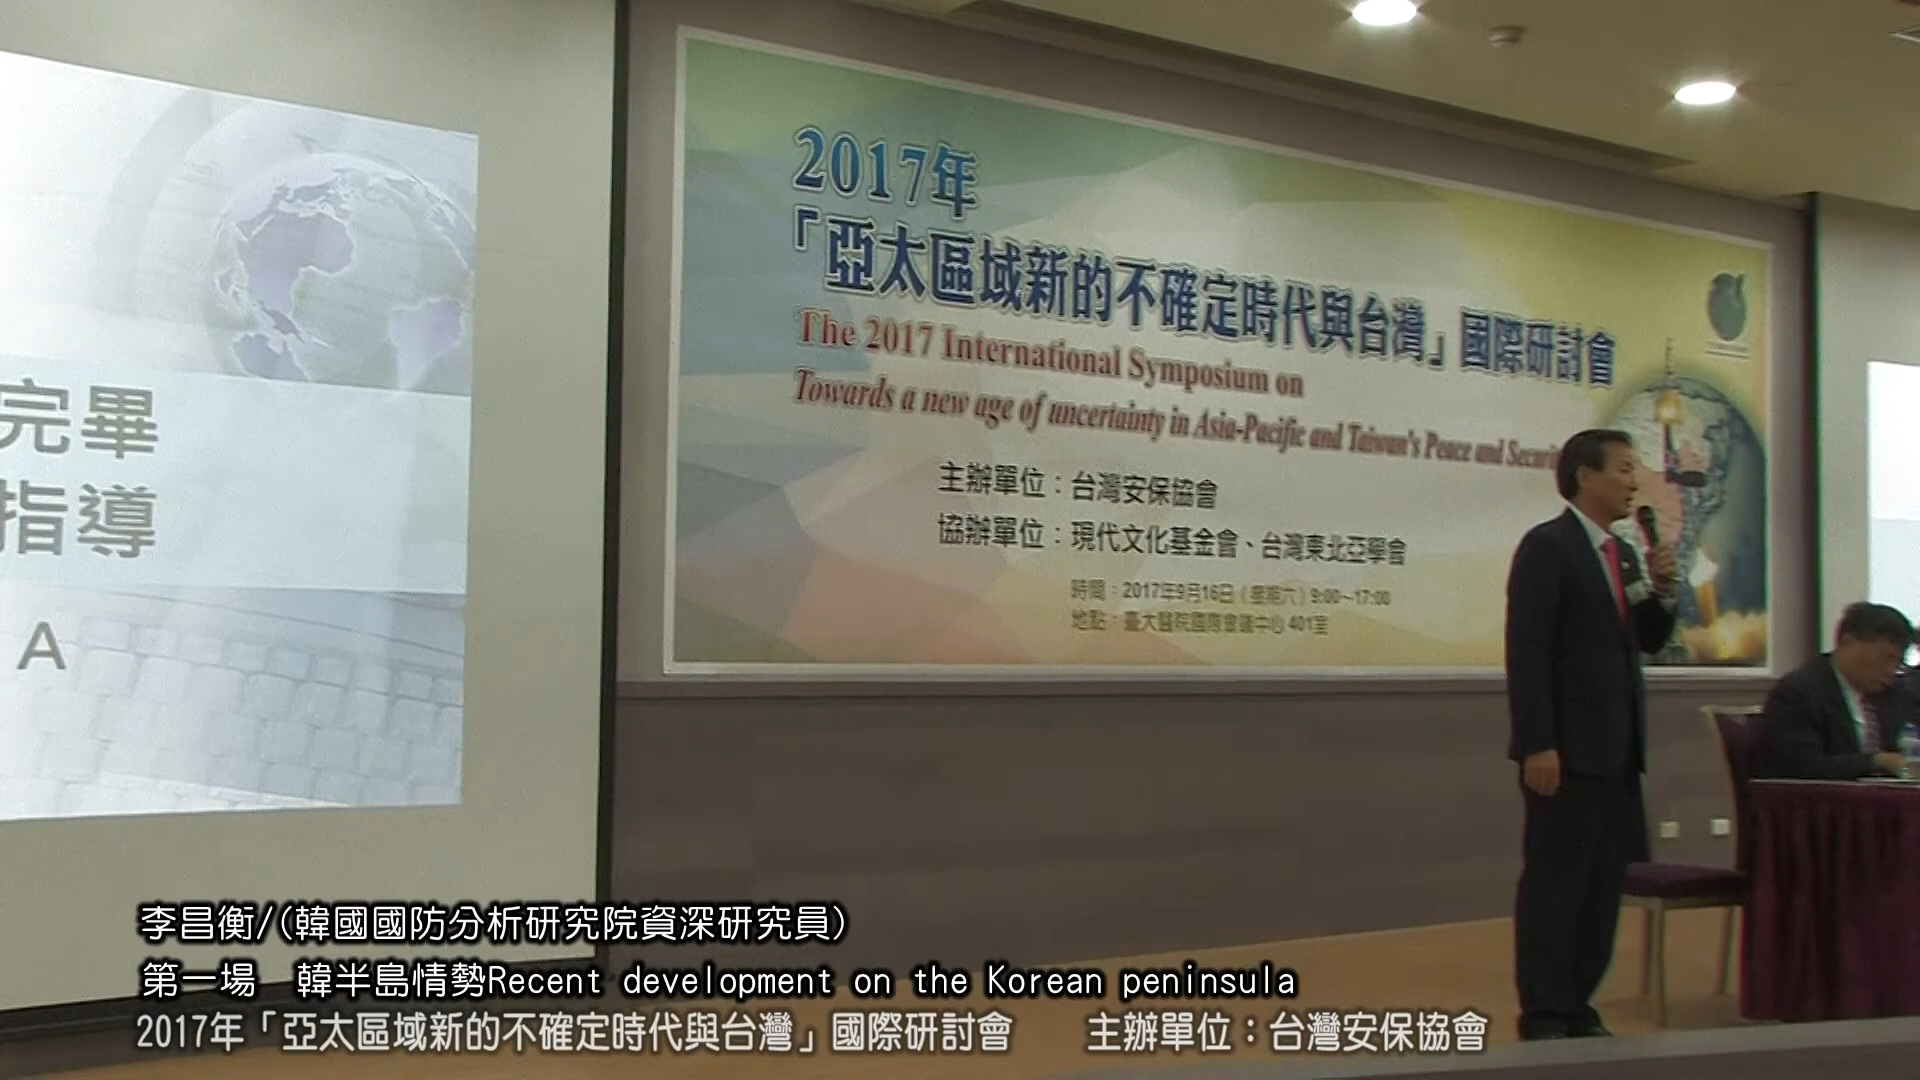 完畢
指導
A
2017年
「亞太區域新的不確定時代與台灣」國際研討會
The 2017 International Symposium on
Towards a new age of uncertainty in Asia-Pacific and Taiwan's Peace and
主辦單位：台灣安保協會
協辦單位：現代文化基金會、台灣東北亞學會
時間：2017年9月16日（星期六）9:00~17:00
地點：臺大醫院國際會議中心 401室
李昌衡/(韓國國防分析研究院資深研究員)
第一場　韓半島情勢Recent development on the Korean peninsula
2017年「亞太區域新的不確定時代與台灣」國際研討會　　主辦單位：台灣安保協會